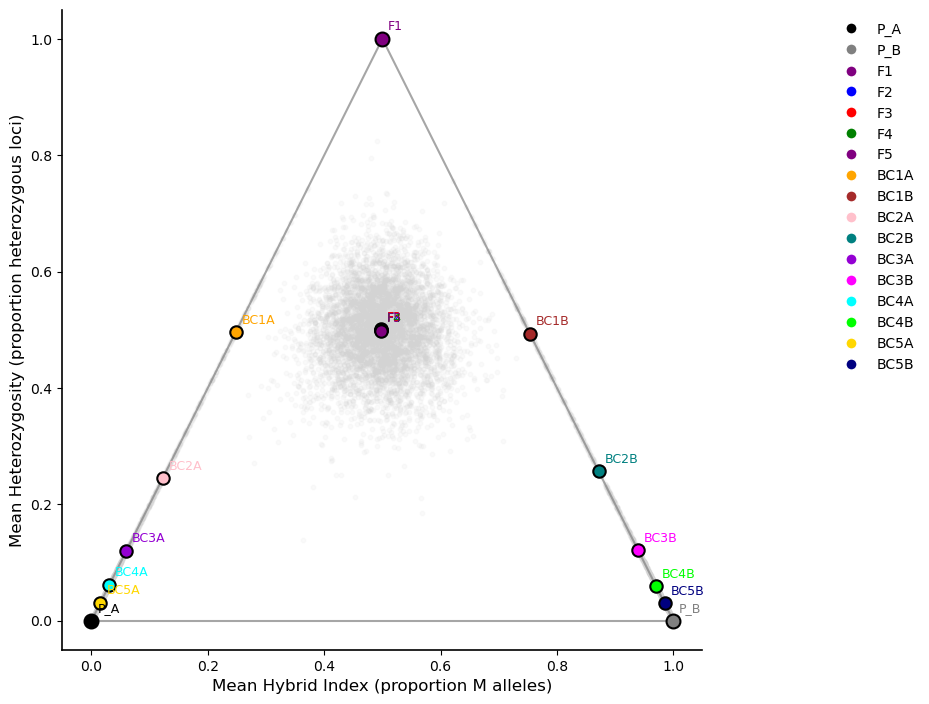 F1
1.0
0.8
0.6
0.4
0.2
0.0
Mean Heterozygosity (proportion heterozygous loci)
BC1A
BC1B
BC2A
BC2B
BC3A
BC3B
BC4A
BC4B
BC5A
BC5B
P_A
P_B
0.0
0.2
0.4
0.6
0.8
1.0
Mean Hybrid Index (proportion M alleles)
P_A
P_B
F1
F2
F3
F4
F5
BC1A
BC1B
BC2A
BC2B
BC3A
BC3B
BC4A
BC4B
BC5A
BC5B